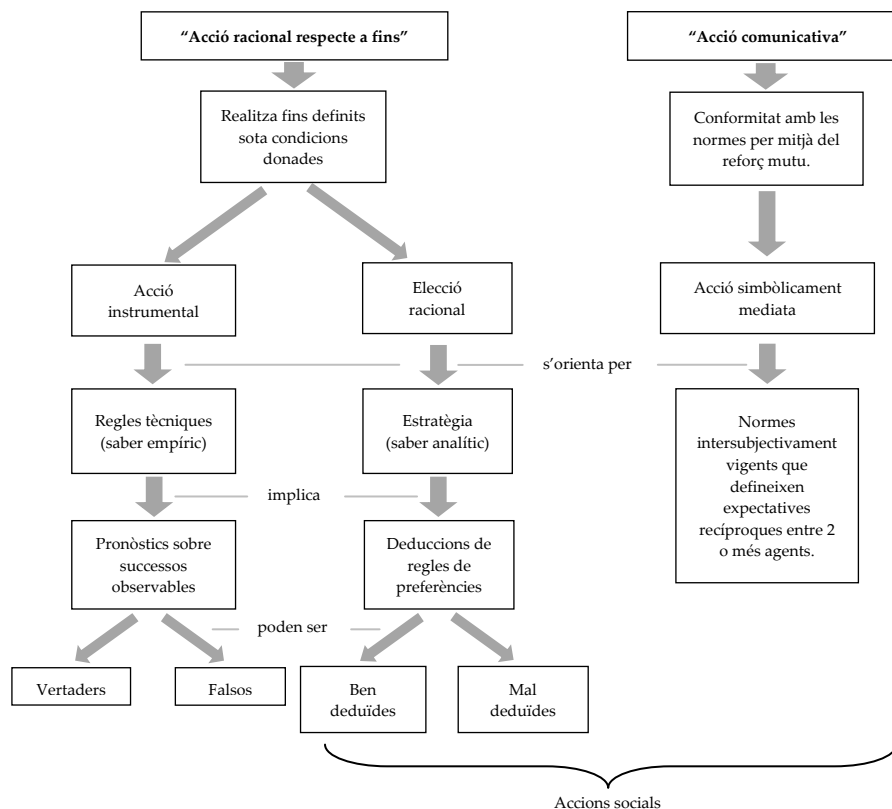 “Acció racional respecte a fins”
“Acció comunicativa”
Realitza fins definits
sota condicions
donades
Conformitat amb les
normes per mitjà del
reforç mutu.
Acció
instrumental
Elecció
racional
Acció simbòlicament
mediata
s’orienta per
Regles tècniques
(saber empíric)
Estratègia
(saber analític)
Normes
intersubjectivament
vigents que
defineixen
expectatives
recíproques entre 2
o més agents.
implica
Pronòstics sobre
successos
observables
Deduccions de
regles de
preferències
poden ser
Vertaders
Falsos
Ben
deduïdes
Mal
deduïdes
Accions socials